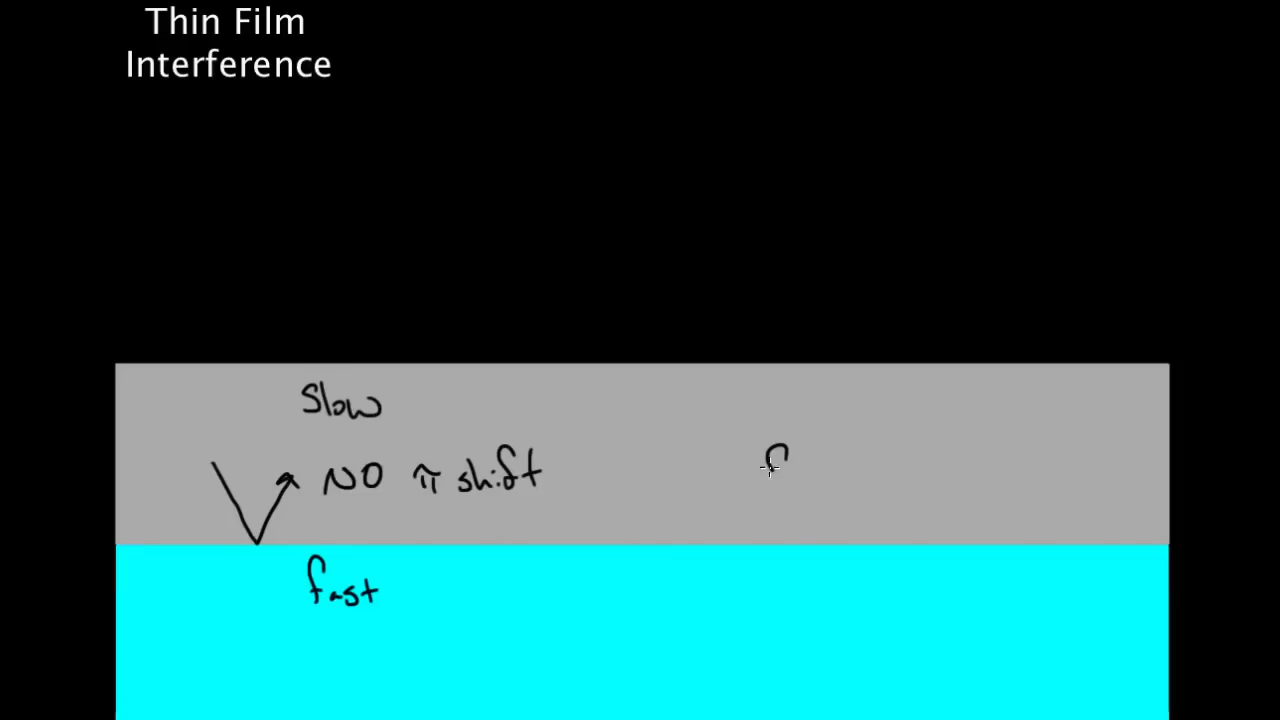 Thin Film
Interference
Slow
NO π shift
fast